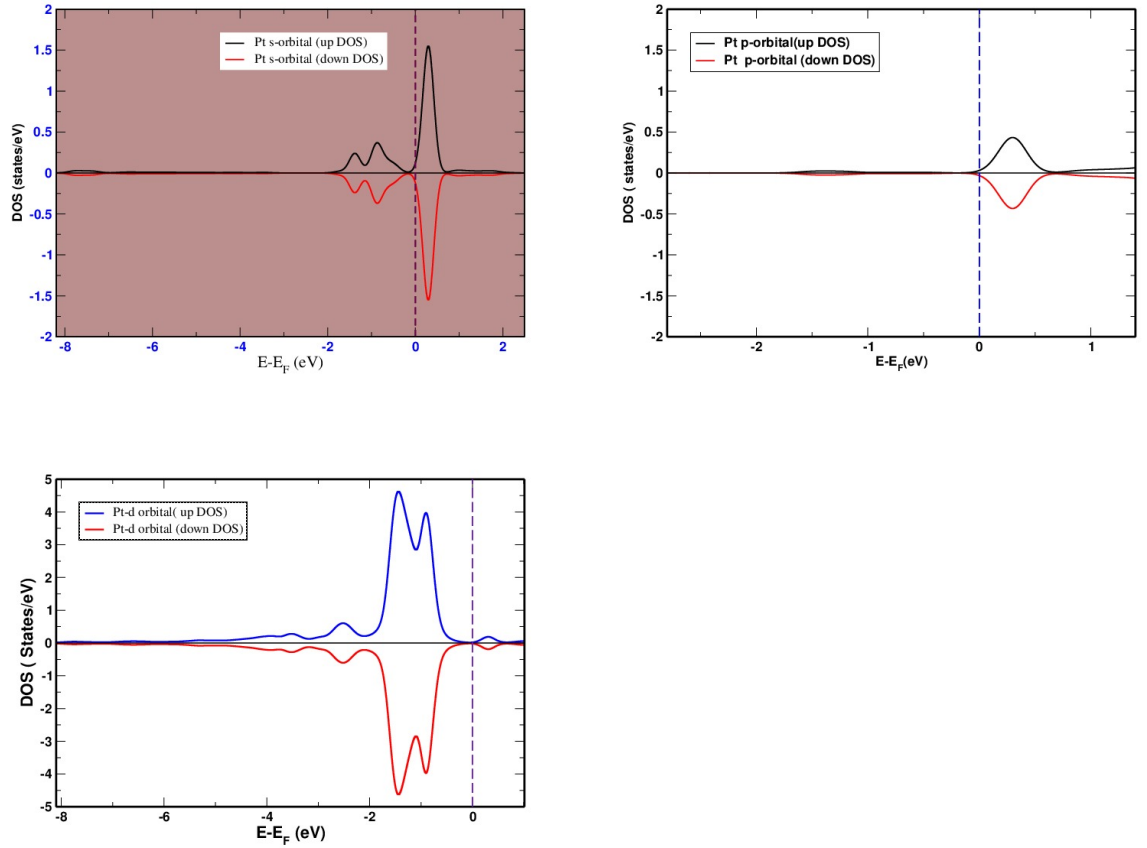 2
1.5
1
0.5
0
-0.5
-1
-1.5
-2
DOS (states/eV)
Pt s-orbital (up DOS)
Pt s-orbital (down DOS)
-8 -6 -4 -2 0 2
E-E_F (eV)
2
1.5
1
0.5
0
-0.5
-1
-1.5
-2
DOS ( states/eV)
Pt p-orbital(up DOS)
Pt p-orbital (down DOS)
-2 -1 0 1
E-E_F(eV)
5
4
3
2
1
0
-1
-2
-3
-4
-5
DOS ( States/eV)
Pt-d orbital( up DOS)
Pt-d orbital (down DOS)
-8 -6 -4 -2 0
E-E_F (eV)